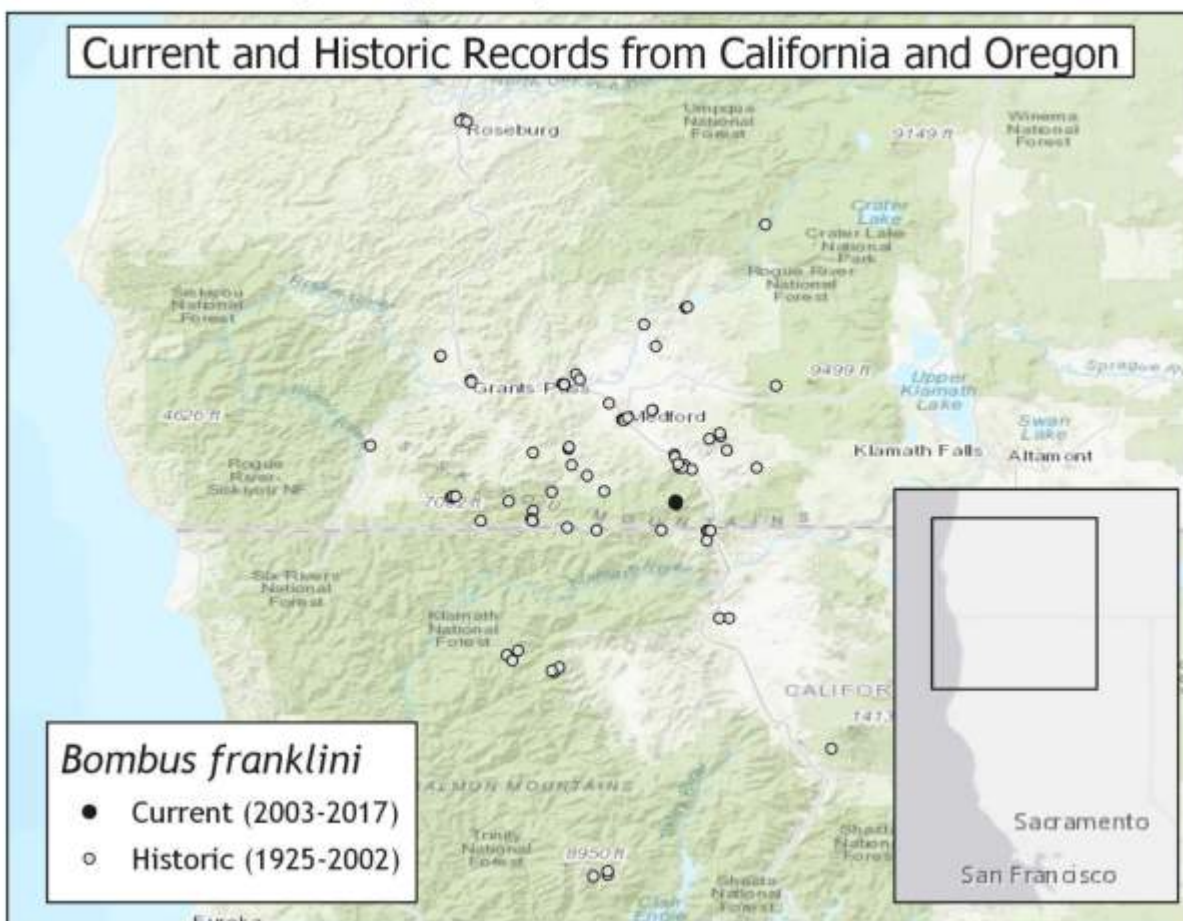 Current and Historic Records from California and Oregon
Roseburg
Umpqua
National
Forest
9149 ft
Winema
National
Forest
Crater
Lake
Crater Lake
National
Park
Rogue River
National
Forest
Siskiyou
National
Forest
Grants Pass
9499 ft
Upper
Klamath
Lake
Sprague
4626 ft
Medford
Swan
Lake
Klamath Falls
Altamont
Rogue
River-
Siskiyou NF
MOUNTAINS
Six Rivers
National
Forest
Klamath
National
Forest
CALIFOR
Bombus franklini
Current (2003-2017)
Historic (1925-2002)
SALMON MOUNTAINS
Trinity
National
Forest
8950 ft
Shasta
National
Forest
Sacramento
San Francisco